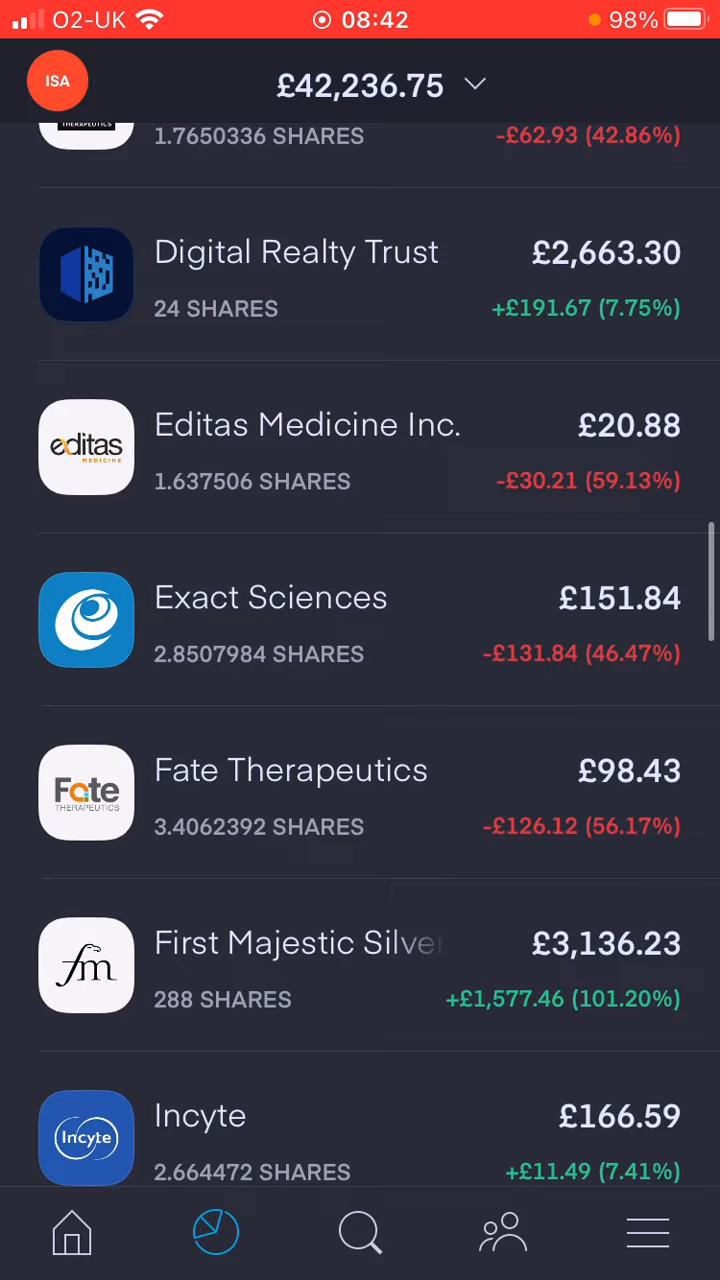 O2-UK 08:42 98%
ISA £42,236.75
THERAPEUTICS
1.7650336 SHARES -£62.93 (42.86%)
Digital Realty Trust £2,663.30
24 SHARES +£191.67 (7.75%)
editas
MEDICINE
Editas Medicine Inc. £20.88
1.637506 SHARES -£30.21 (59.13%)
Exact Sciences £151.84
2.8507984 SHARES -£131.84 (46.47%)
Fate
THERAPEUTICS
Fate Therapeutics £98.43
3.4062392 SHARES -£126.12 (56.17%)
fm
First Majestic Silver £3,136.23
288 SHARES +£1,577.46 (101.20%)
Incyte
Incyte £166.59
2.664472 SHARES +£11.49 (7.41%)